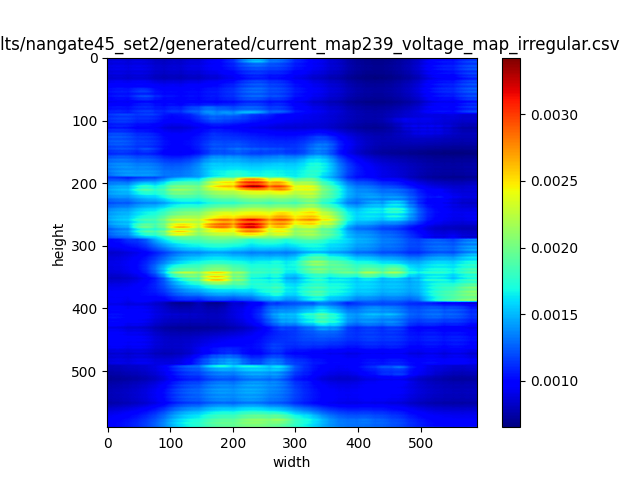 lts/nangate45_set2/generated/current_map239_voltage_map_irregular.csv
0
100
200
300
400
500
height
0 100 200 300 400 500
width
0.0030
0.0025
0.0020
0.0015
0.0010